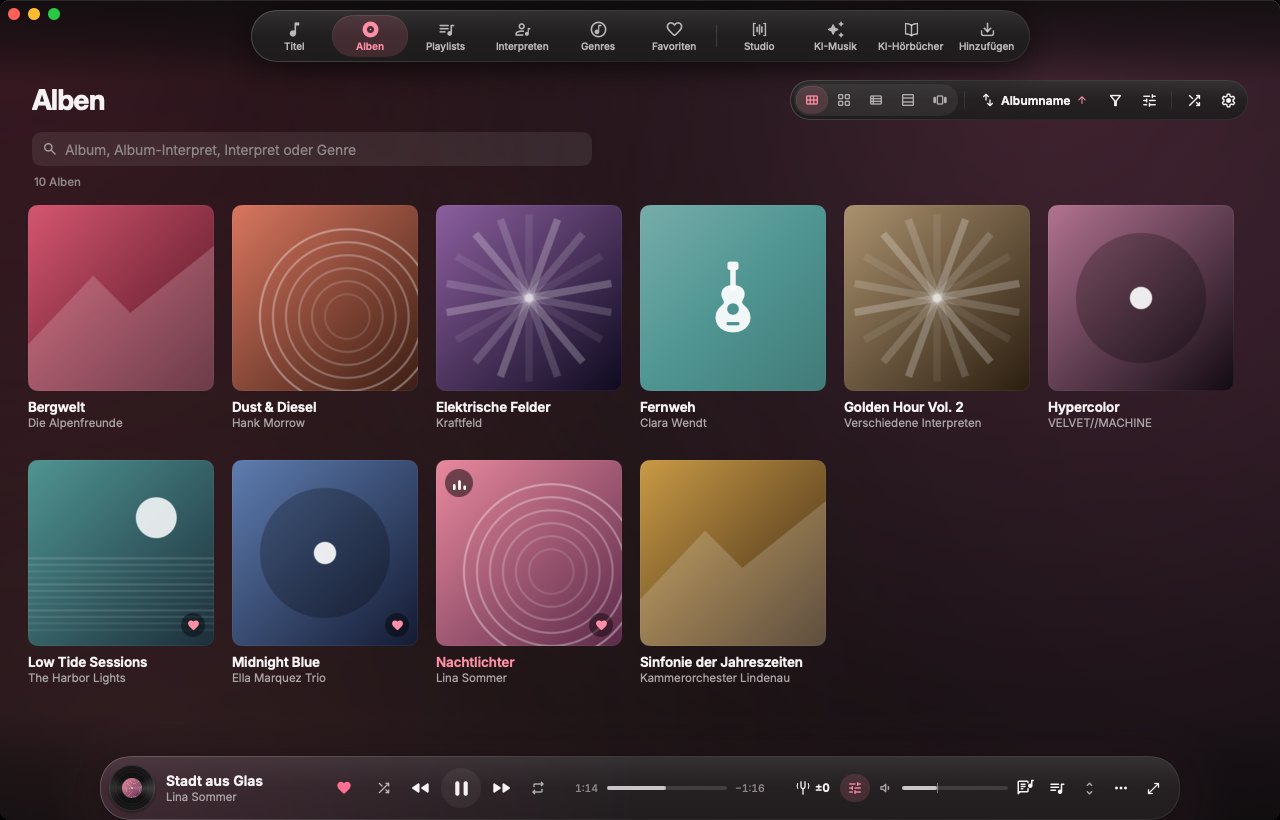 Titel
Alben
Playlists
Interpreten
Genres
Favoriten
Studio
KI-Musik
KI-Hörbücher
Hinzufügen
Alben
Albumname
Album, Album-Interpret, Interpret oder Genre
10 Alben
Bergwelt
Die Alpenfreunde
Dust & Diesel
Hank Morrow
Elektrische Felder
Kraftfeld
Fernweh
Clara Wendt
Golden Hour Vol. 2
Verschiedene Interpreten
Hypercolor
VELVET//MACHINE
Low Tide Sessions
The Harbor Lights
Midnight Blue
Ella Marquez Trio
Nachtlichter
Lina Sommer
Sinfonie der Jahreszeiten
Kammerorchester Lindenau
Stadt aus Glas
Lina Sommer
1:14
−1:16
±0